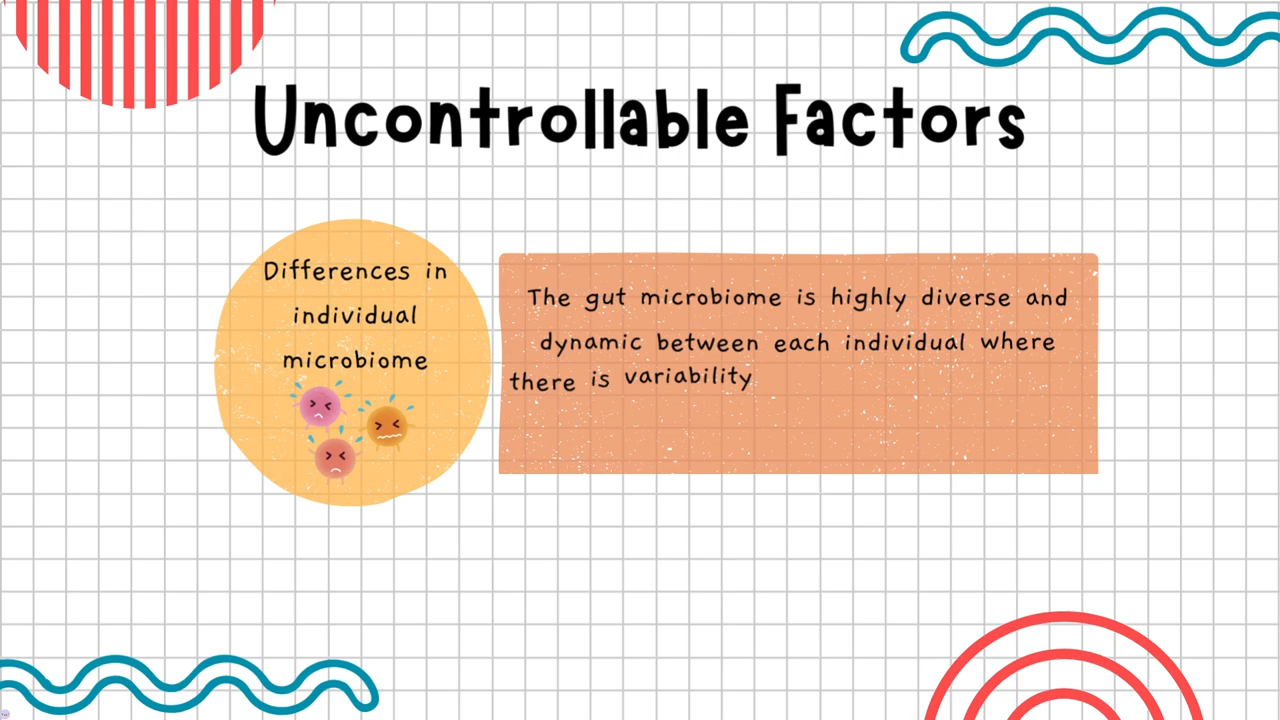 Uncontrollable Factors
Differences in
individual
microbiome
The gut microbiome is highly diverse and
dynamic between each individual where
there is variability